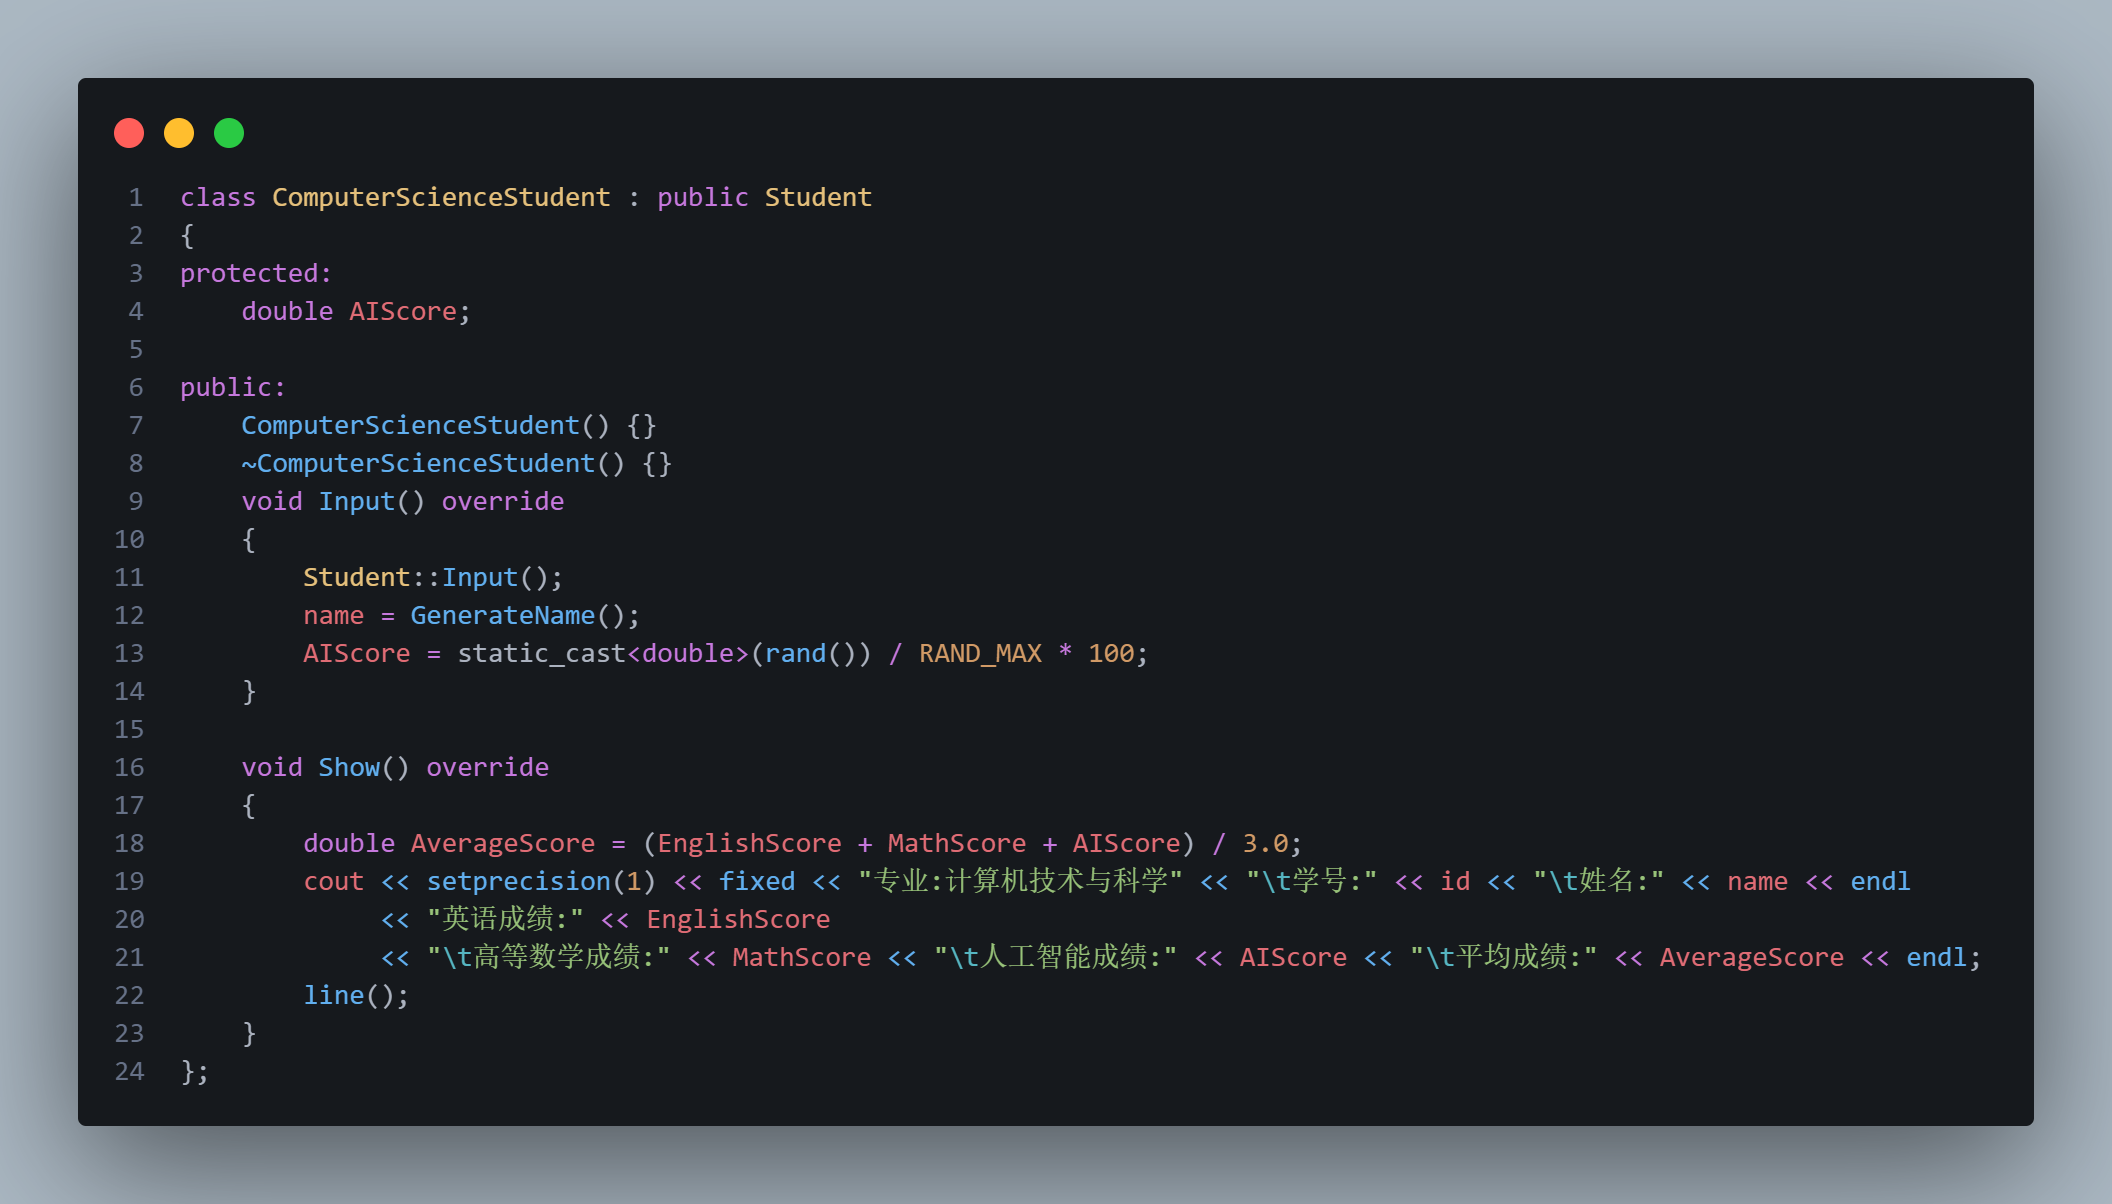 1 class ComputerScienceStudent : public Student
2 {
3 protected:
4     double AIScore;
5
6 public:
7     ComputerScienceStudent() {}
8     ~ComputerScienceStudent() {}
9     void Input() override
10     {
11         Student::Input();
12         name = GenerateName();
13         AIScore = static_cast<double>(rand()) / RAND_MAX * 100;
14     }
15
16     void Show() override
17     {
18         double AverageScore = (EnglishScore + MathScore + AIScore) / 3.0;
19         cout << setprecision(1) << fixed << "专业:计算机技术与科学" << "\t学号:" << id << "\t姓名:" << name << endl
20              << "英语成绩:" << EnglishScore
21              << "\t高等数学成绩:" << MathScore << "\t人工智能成绩:" << AIScore << "\t平均成绩:" << AverageScore << endl;
22         line();
23     }
24 };